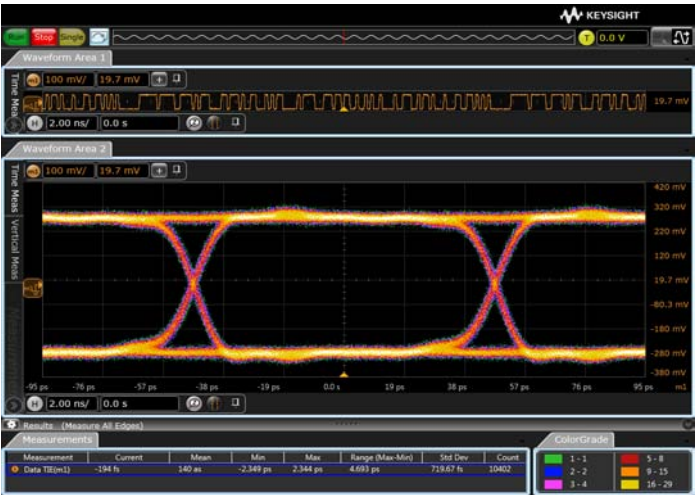 KEYSIGHT
Run Stop Single T 0.0 V
Waveform Area 1
Time Meas
m1 100 mV/ 19.7 mV +
19.7 mV
H 2.00 ns/ 0.0 s
Waveform Area 2
Time Meas Vertical Meas
m1 100 mV/ 19.7 mV +
420 mV
320 mV
220 mV
120 mV
19.7 mV
-80.3 mV
-180 mV
-280 mV
-380 mV
-95 ps -76 ps -57 ps -38 ps -19 ps 0.0 s 19 ps 38 ps 57 ps 76 ps 95 ps m1
H 2.00 ns/ 0.0 s
Results (Measure All Edges)
Measurements ColorGrade
Measurement Current Mean Min Max Range (Max-Min) Std Dev Count
Data TIE(m1) -194 fs 140 as -2.349 ps 2.344 ps 4.693 ps 719.67 fs 10402
1 - 1 5 - 8
2 - 2 9 - 15
3 - 4 16 - 29